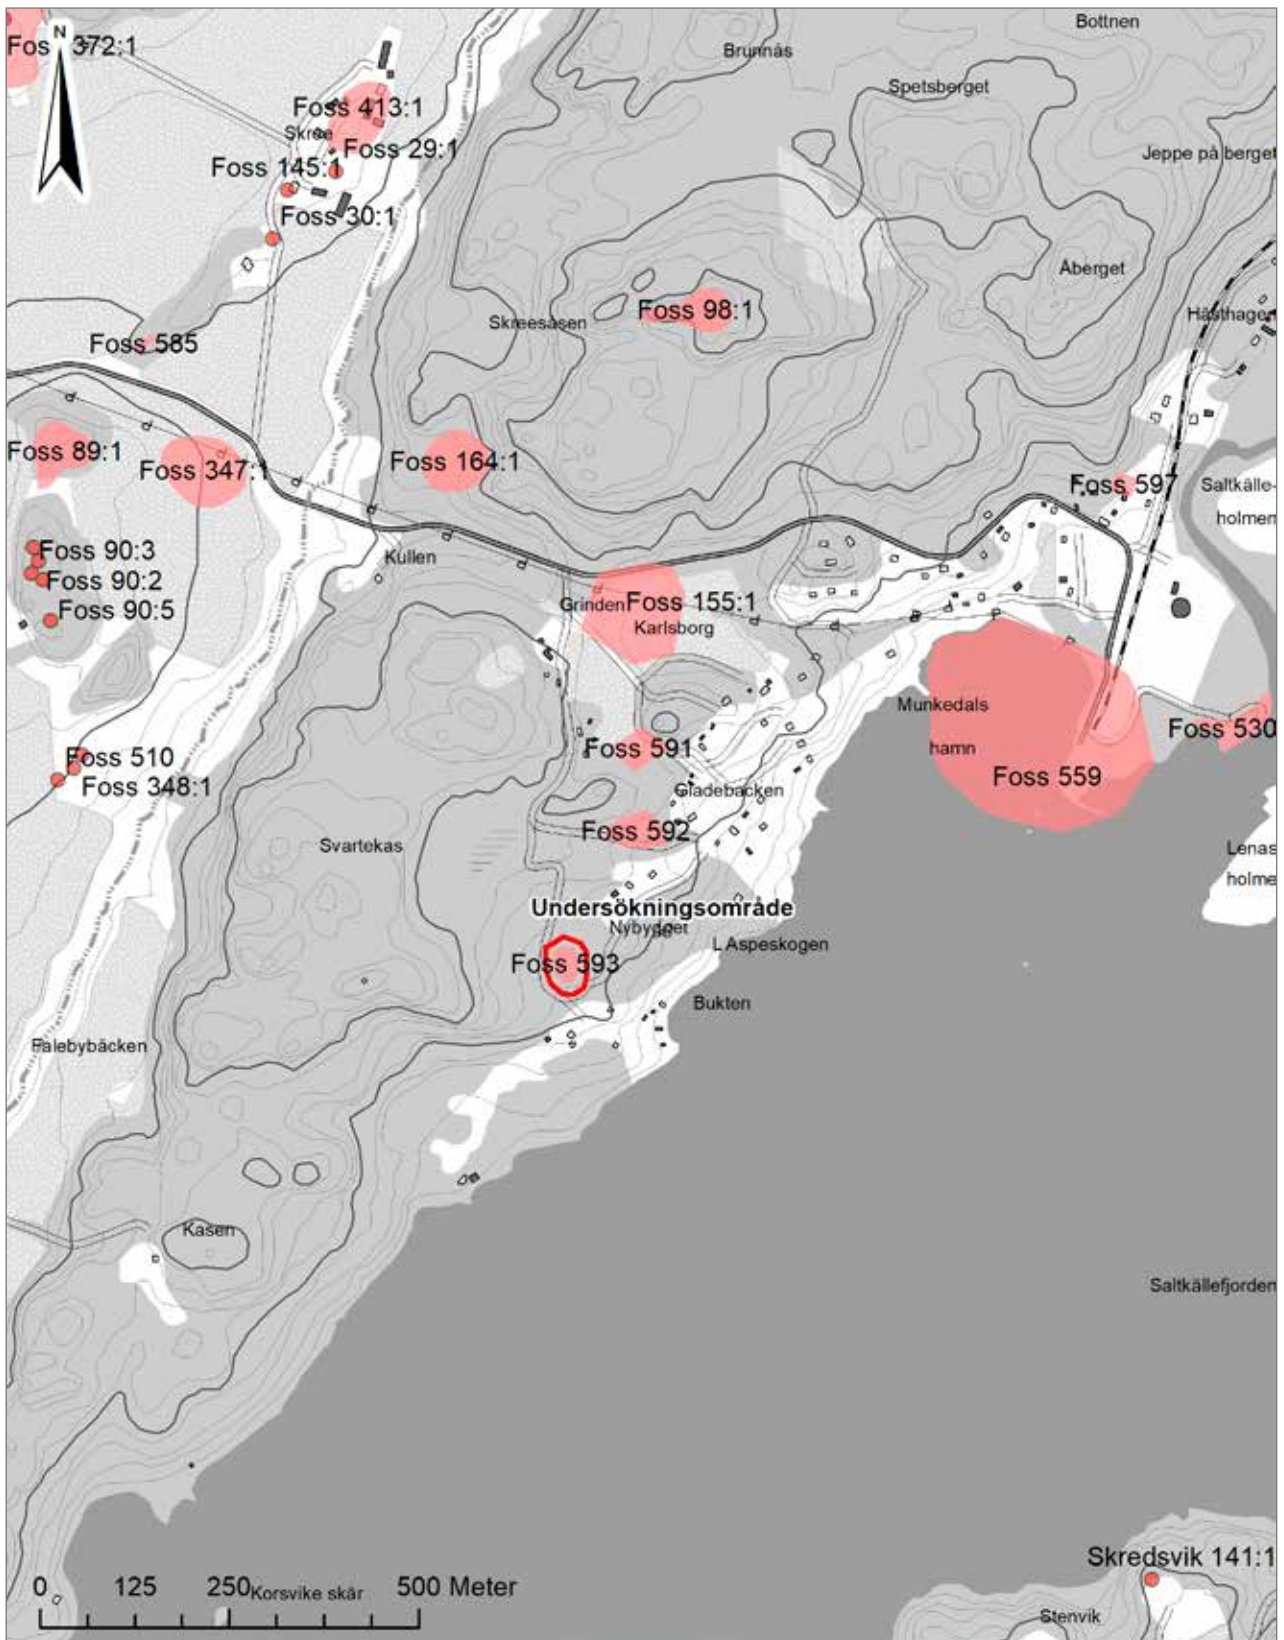 Bottnen
N
Foss 372:1
Brunnås
Spetsberget
Foss 413:1
Skree
Foss 29:1
Jeppe på berget
Foss 145:1
Foss 30:1
Åberget
Foss 98:1
Hästhagen
Skreesåsen
Foss 585
Foss 89:1
Foss 347:1
Foss 164:1
Foss 597
Saltkälle-
holmen
Foss 90:3
Kullen
Foss 90:2
Foss 90:5
Grinden
Foss 155:1
Karlsborg
Munkedals
hamn
Foss 530
Foss 591
Foss 510
Foss 559
Foss 348:1
Gladebäcken
Foss 592
Svartekas
Lenas
holme
Undersökningsområde
Nybygget
L Aspeskogen
Foss 593
Bukten
Falebybäcken
Kasen
Saltkällefjorden
Skredsvik 141:1
0 125 250 500 Meter
Korsvike skär
Stenvik